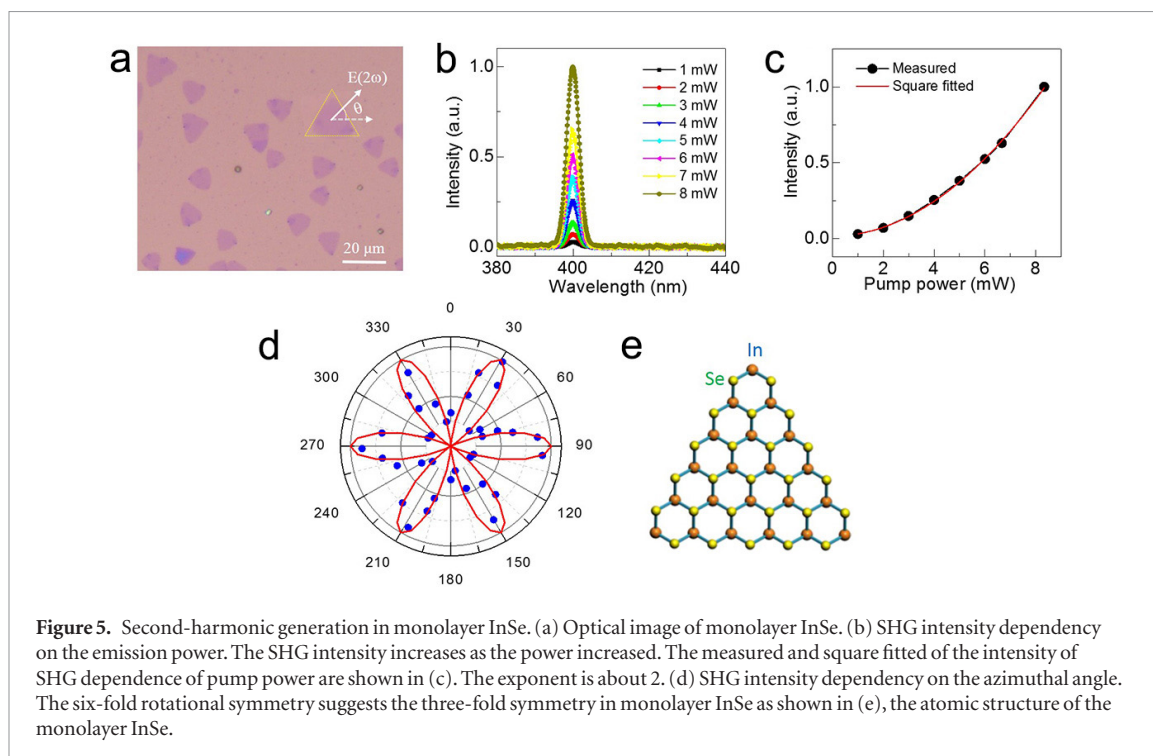 a
E(2ω)
θ
20 μm
b
Intensity (a.u.)
1.0
0.5
0.0
380 400 420 440
Wavelength (nm)
1 mW
2 mW
3 mW
4 mW
5 mW
6 mW
7 mW
8 mW
c
Intensity (a.u.)
1.0
0.5
0.0
0 2 4 6 8
Pump power (mW)
Measured
Square fitted
d
0
30
60
90
120
150
180
210
240
270
300
330
e
In
Se
Figure 5. Second-harmonic generation in monolayer InSe. (a) Optical image of monolayer InSe. (b) SHG intensity dependency
on the emission power. The SHG intensity increases as the power increased. The measured and square fitted of the intensity of
SHG dependence of pump power are shown in (c). The exponent is about 2. (d) SHG intensity dependency on the azimuthal angle.
The six-fold rotational symmetry suggests the three-fold symmetry in monolayer InSe as shown in (e), the atomic structure of the
monolayer InSe.